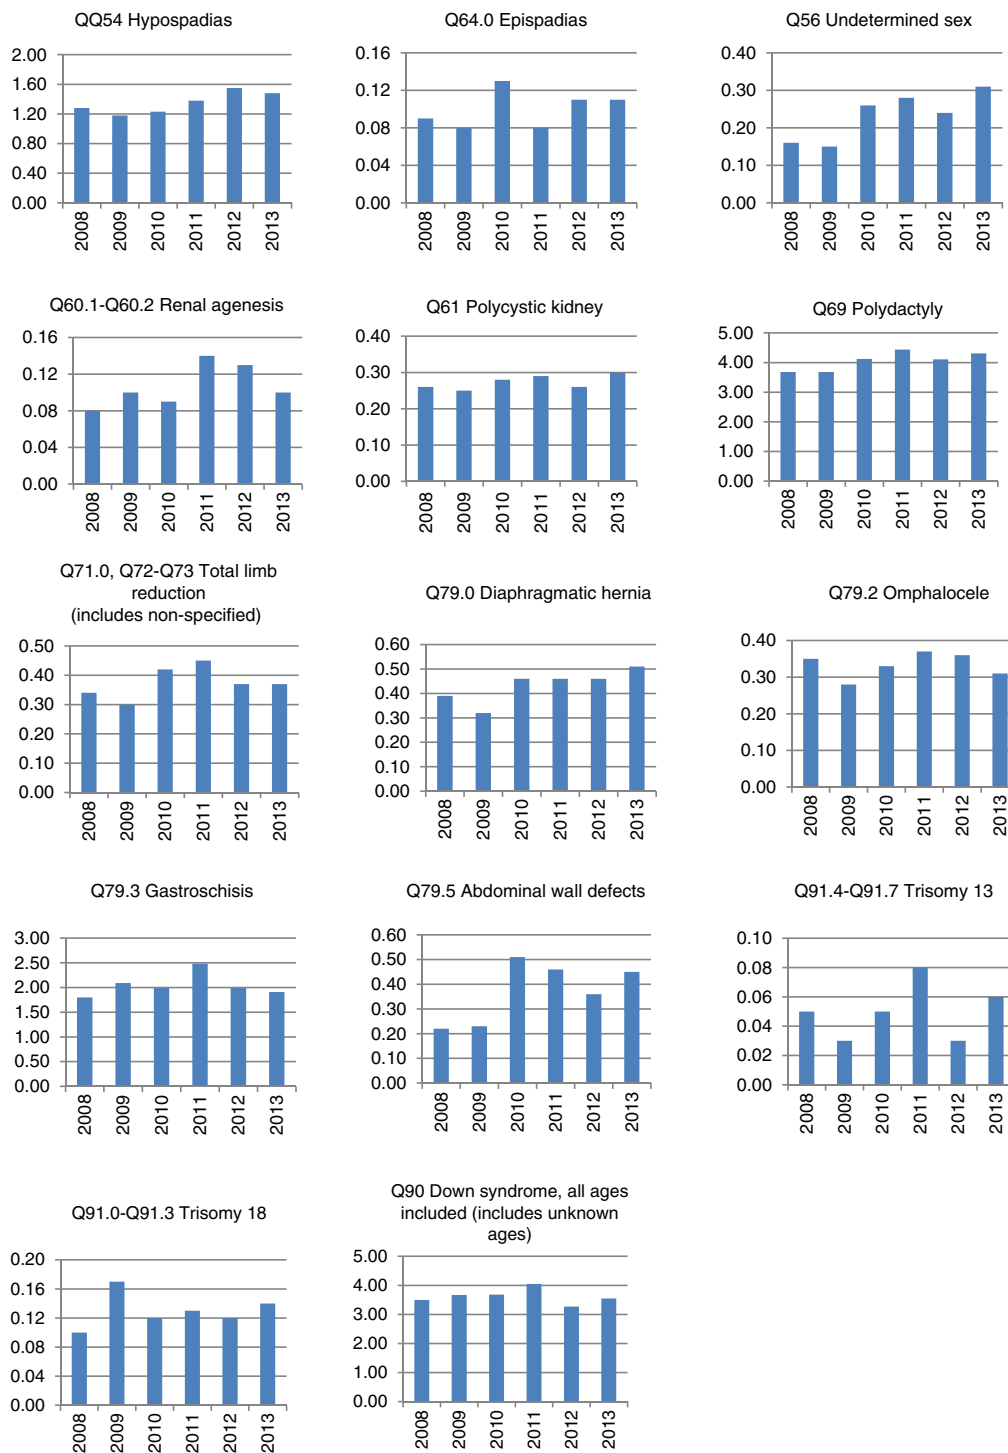 QQ54 Hypospadias
2.00
1.60
1.20
0.80
0.40
0.00
2008 2009 2010 2011 2012 2013
Q64.0 Epispadias
0.16
0.12
0.08
0.04
0.00
2008 2009 2010 2011 2012 2013
Q56 Undetermined sex
0.40
0.30
0.20
0.10
0.00
2008 2009 2010 2011 2012 2013
Q60.1-Q60.2 Renal agenesis
0.16
0.12
0.08
0.04
0.00
2008 2009 2010 2011 2012 2013
Q61 Polycystic kidney
0.40
0.30
0.20
0.10
0.00
2008 2009 2010 2011 2012 2013
Q69 Polydactyly
5.00
4.00
3.00
2.00
1.00
0.00
2008 2009 2010 2011 2012 2013
Q71.0, Q72-Q73 Total limb
reduction
(includes non-specified)
0.50
0.40
0.30
0.20
0.10
0.00
2008 2009 2010 2011 2012 2013
Q79.0 Diaphragmatic hernia
0.60
0.50
0.40
0.30
0.20
0.10
0.00
2008 2009 2010 2011 2012 2013
Q79.2 Omphalocele
0.40
0.30
0.20
0.10
0.00
2008 2009 2010 2011 2012 2013
Q79.3 Gastroschisis
3.00
2.50
2.00
1.50
1.00
0.50
0.00
2008 2009 2010 2011 2012 2013
Q79.5 Abdominal wall defects
0.60
0.50
0.40
0.30
0.20
0.10
0.00
2008 2009 2010 2011 2012 2013
Q91.4-Q91.7 Trisomy 13
0.10
0.08
0.06
0.04
0.02
0.00
2008 2009 2010 2011 2012 2013
Q91.0-Q91.3 Trisomy 18
0.20
0.16
0.12
0.08
0.04
0.00
2008 2009 2010 2011 2012 2013
Q90 Down syndrome, all ages
included (includes unknown
ages)
5.00
4.00
3.00
2.00
1.00
0.00
2008 2009 2010 2011 2012 2013